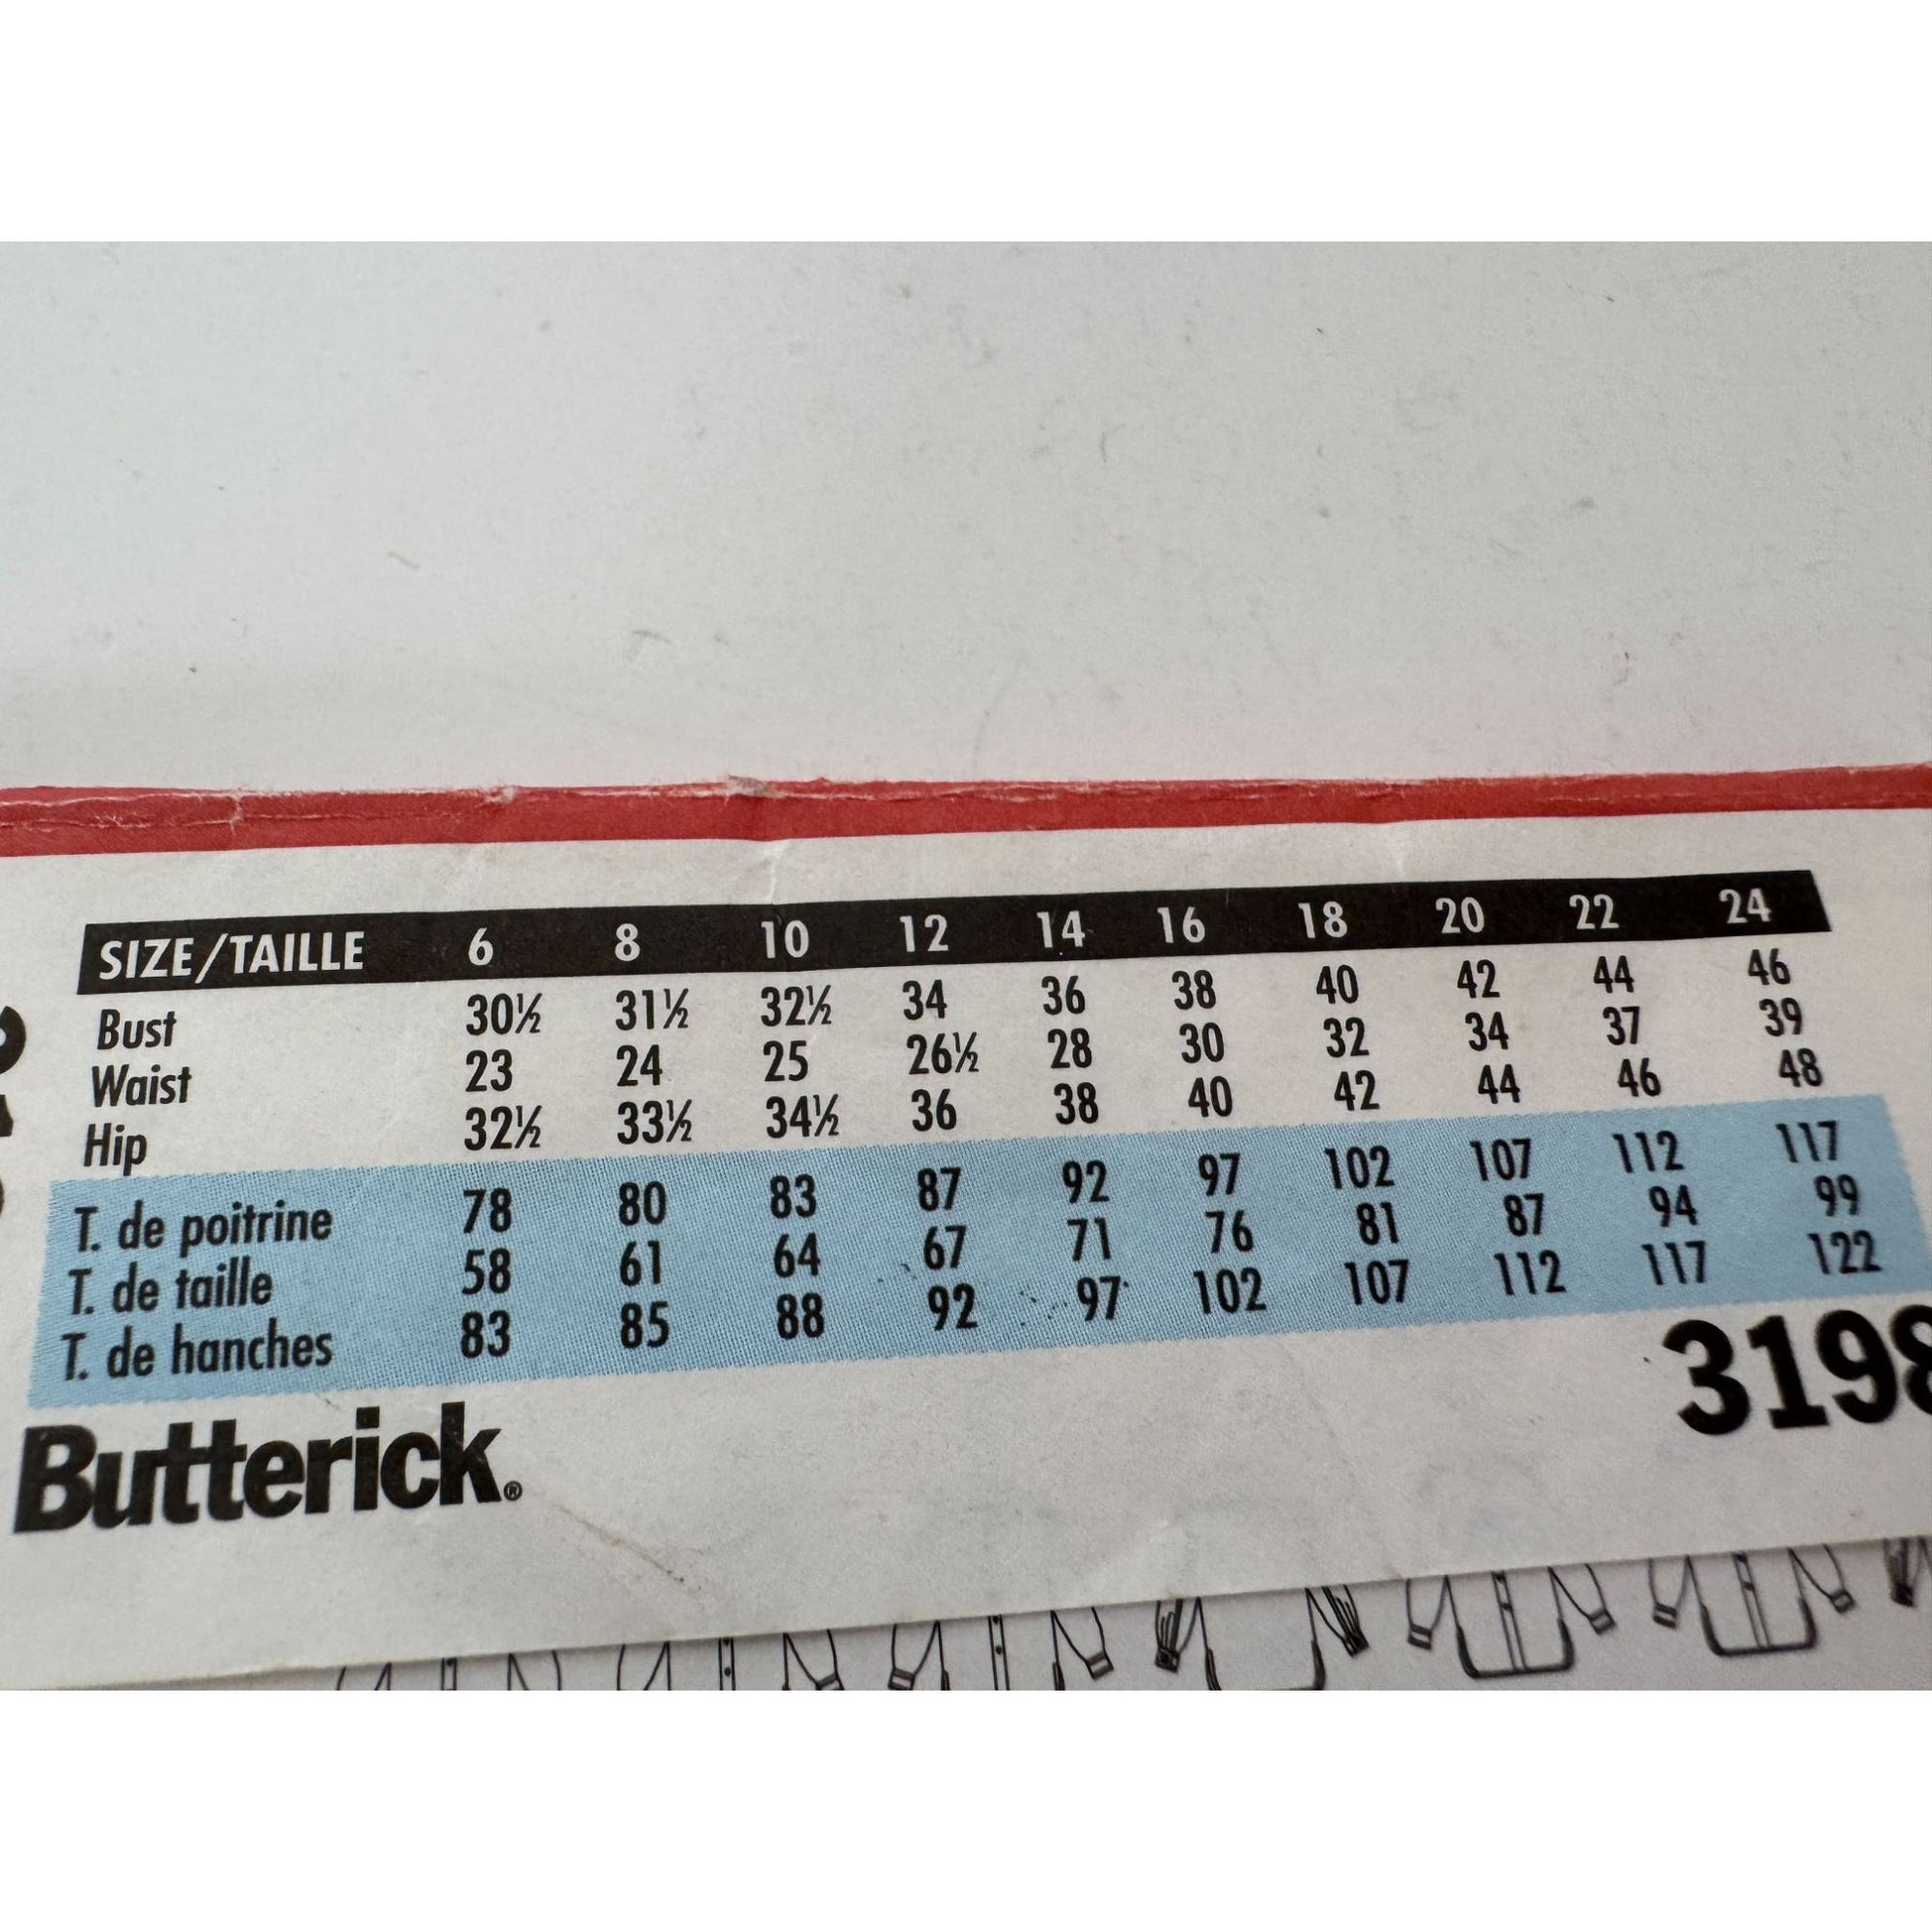 SIZE/TAILLE 6 8 10 12 14 16 18 20 22 24
Bust 30½ 31½ 32½ 34 36 38 40 42 44 46
Waist 23 24 25 26½ 28 30 32 34 37 39
Hip 32½ 33½ 34½ 36 38 40 42 44 46 48
T. de poitrine 78 80 83 87 92 97 102 107 112 117
T. de taille 58 61 64 67 71 76 81 87 94 99
T. de hanches 83 85 88 92 97 102 107 112 117 122
3198
Butterick®